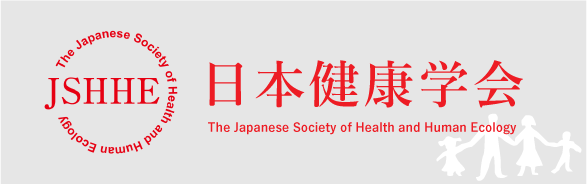 The Japanese Society of Health and Human Ecology
JSHHE
日本健康学会
The Japanese Society of Health and Human Ecology